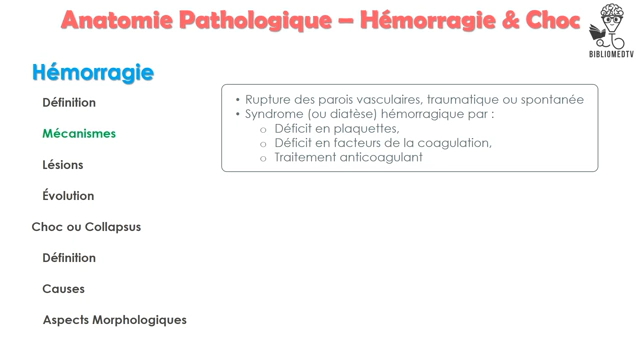 Anatomie Pathologique – Hémorragie & Choc
BIBLIOMEDTV
Hémorragie
Définition
Mécanismes
Lésions
Évolution
Choc ou Collapsus
Définition
Causes
Aspects Morphologiques
• Rupture des parois vasculaires, traumatique ou spontanée
• Syndrome (ou diatèse) hémorragique par :
o Déficit en plaquettes,
o Déficit en facteurs de la coagulation,
o Traitement anticoagulant